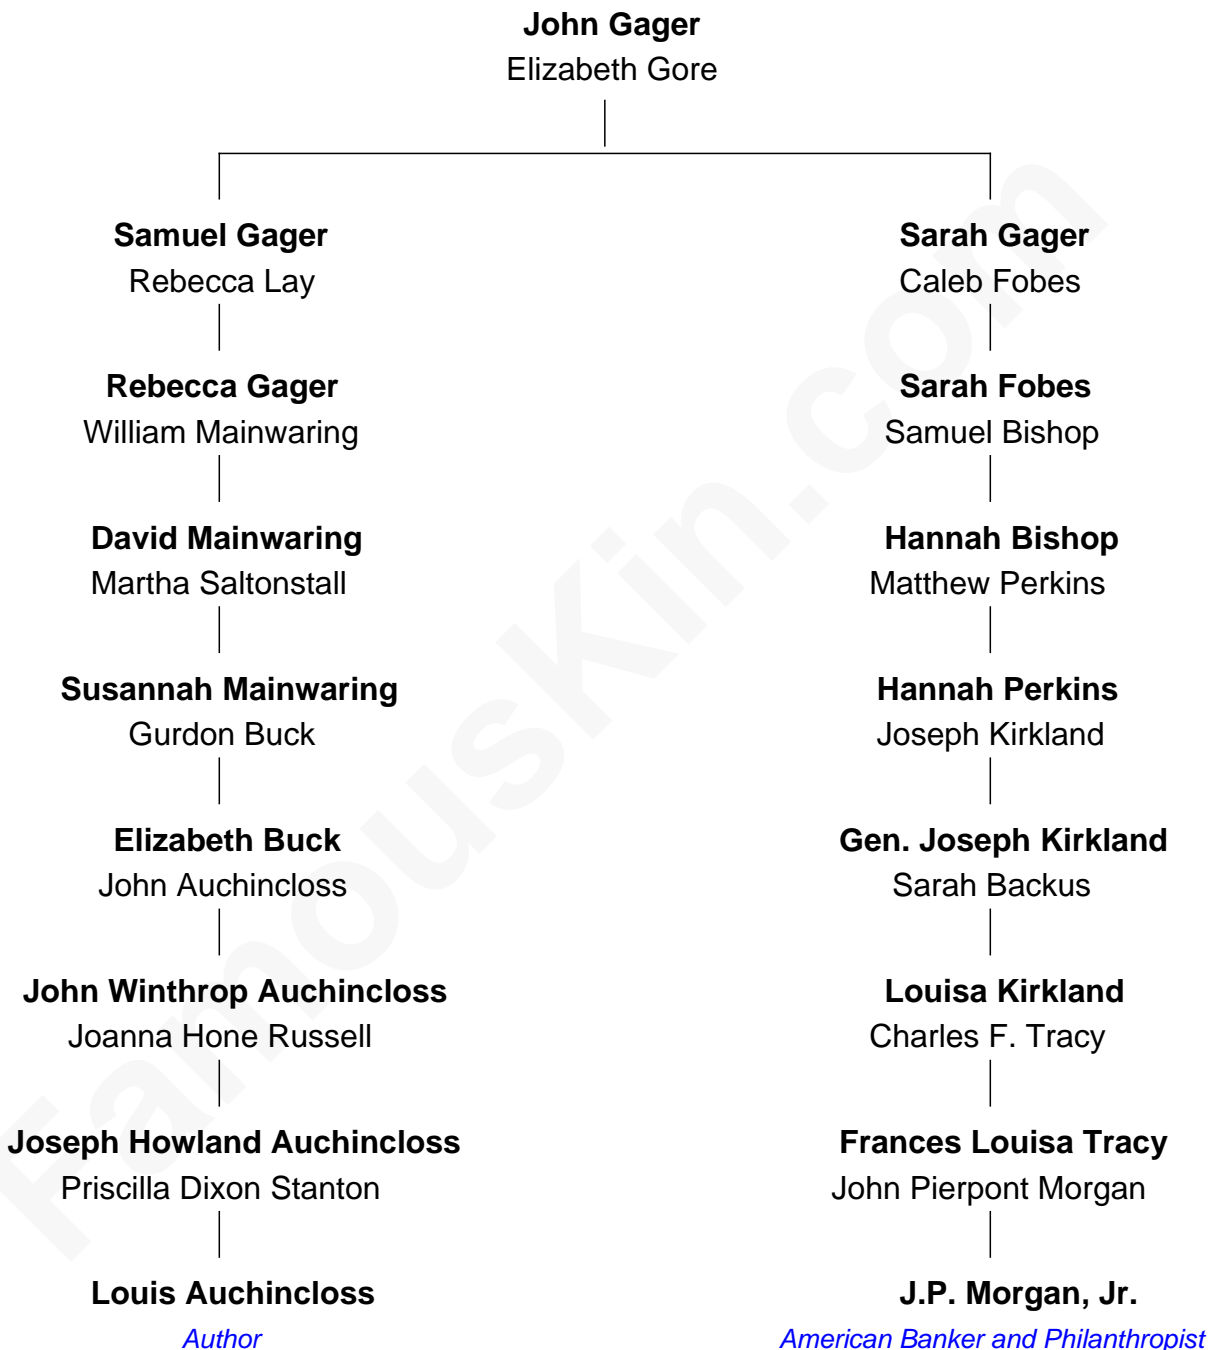 John Gager
Elizabeth Gore
Samuel Gager
Rebecca Lay
Rebecca Gager
William Mainwaring
David Mainwaring
Martha Saltonstall
Susannah Mainwaring
Gurdon Buck
Elizabeth Buck
John Auchincloss
John Winthrop Auchincloss
Joanna Hone Russell
Joseph Howland Auchincloss
Priscilla Dixon Stanton
Louis Auchincloss
Author
Sarah Gager
Caleb Fobes
Sarah Fobes
Samuel Bishop
Hannah Bishop
Matthew Perkins
Hannah Perkins
Joseph Kirkland
Gen. Joseph Kirkland
Sarah Backus
Louisa Kirkland
Charles F. Tracy
Frances Louisa Tracy
John Pierpont Morgan
J.P. Morgan, Jr.
American Banker and Philanthropist
FamousKin.com